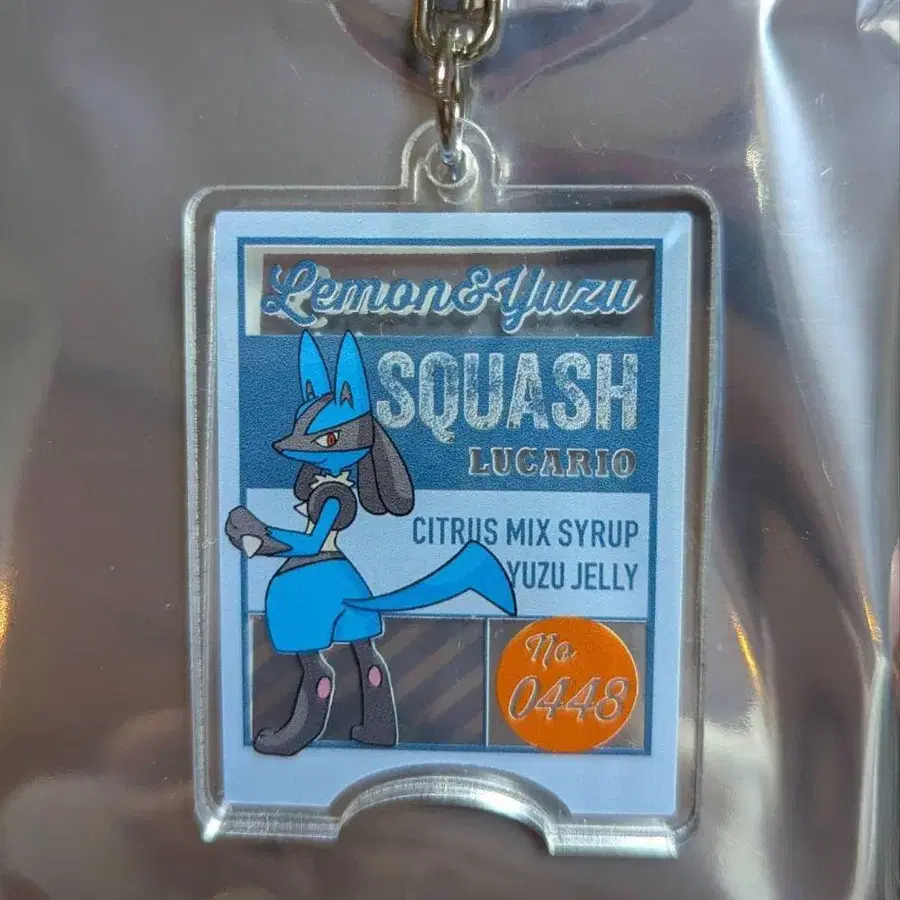 Lemon&Yuzu
SQUASH
LUCARIO
CITRUS MIX SYRUP
YUZU JELLY
No
0448